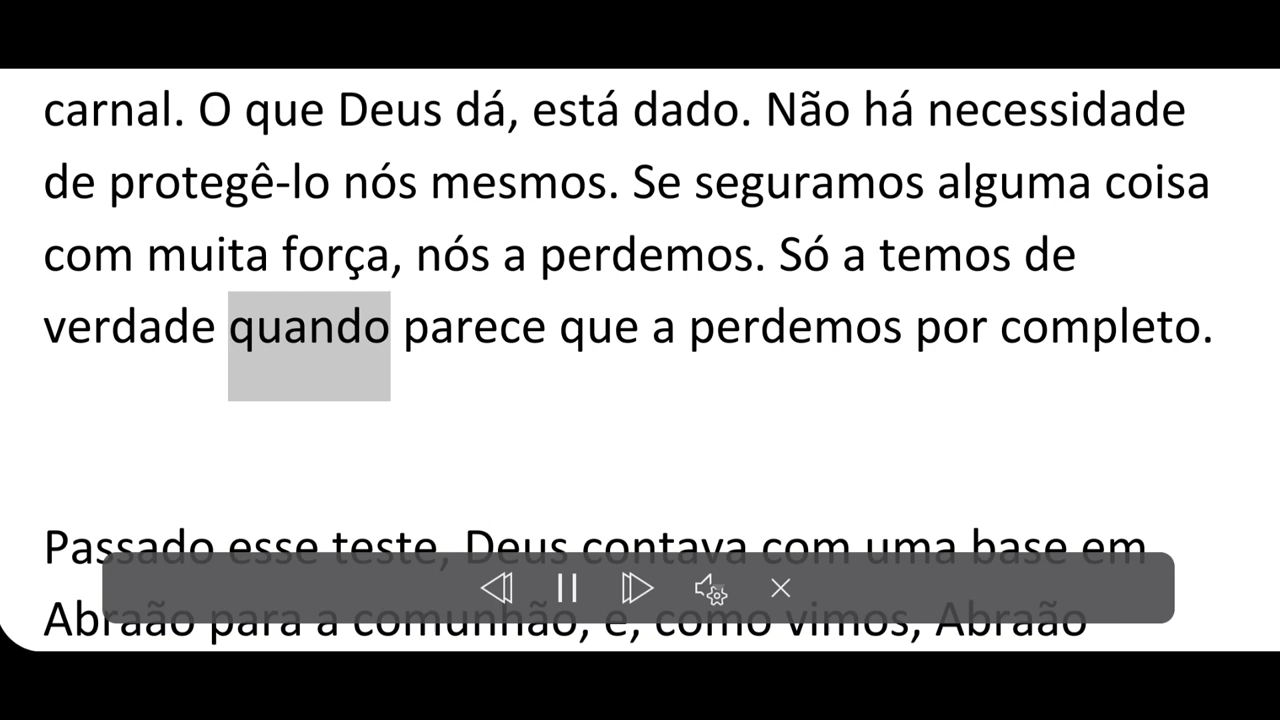 carnal. O que Deus dá, está dado. Não há necessidade
de protegê-lo nós mesmos. Se seguramos alguma coisa
com muita força, nós a perdemos. Só a temos de
verdade quando parece que a perdemos por completo.
Passado esse teste, Deus contava com uma base em
Abraão para a comunhão, e, como vimos, Abraão